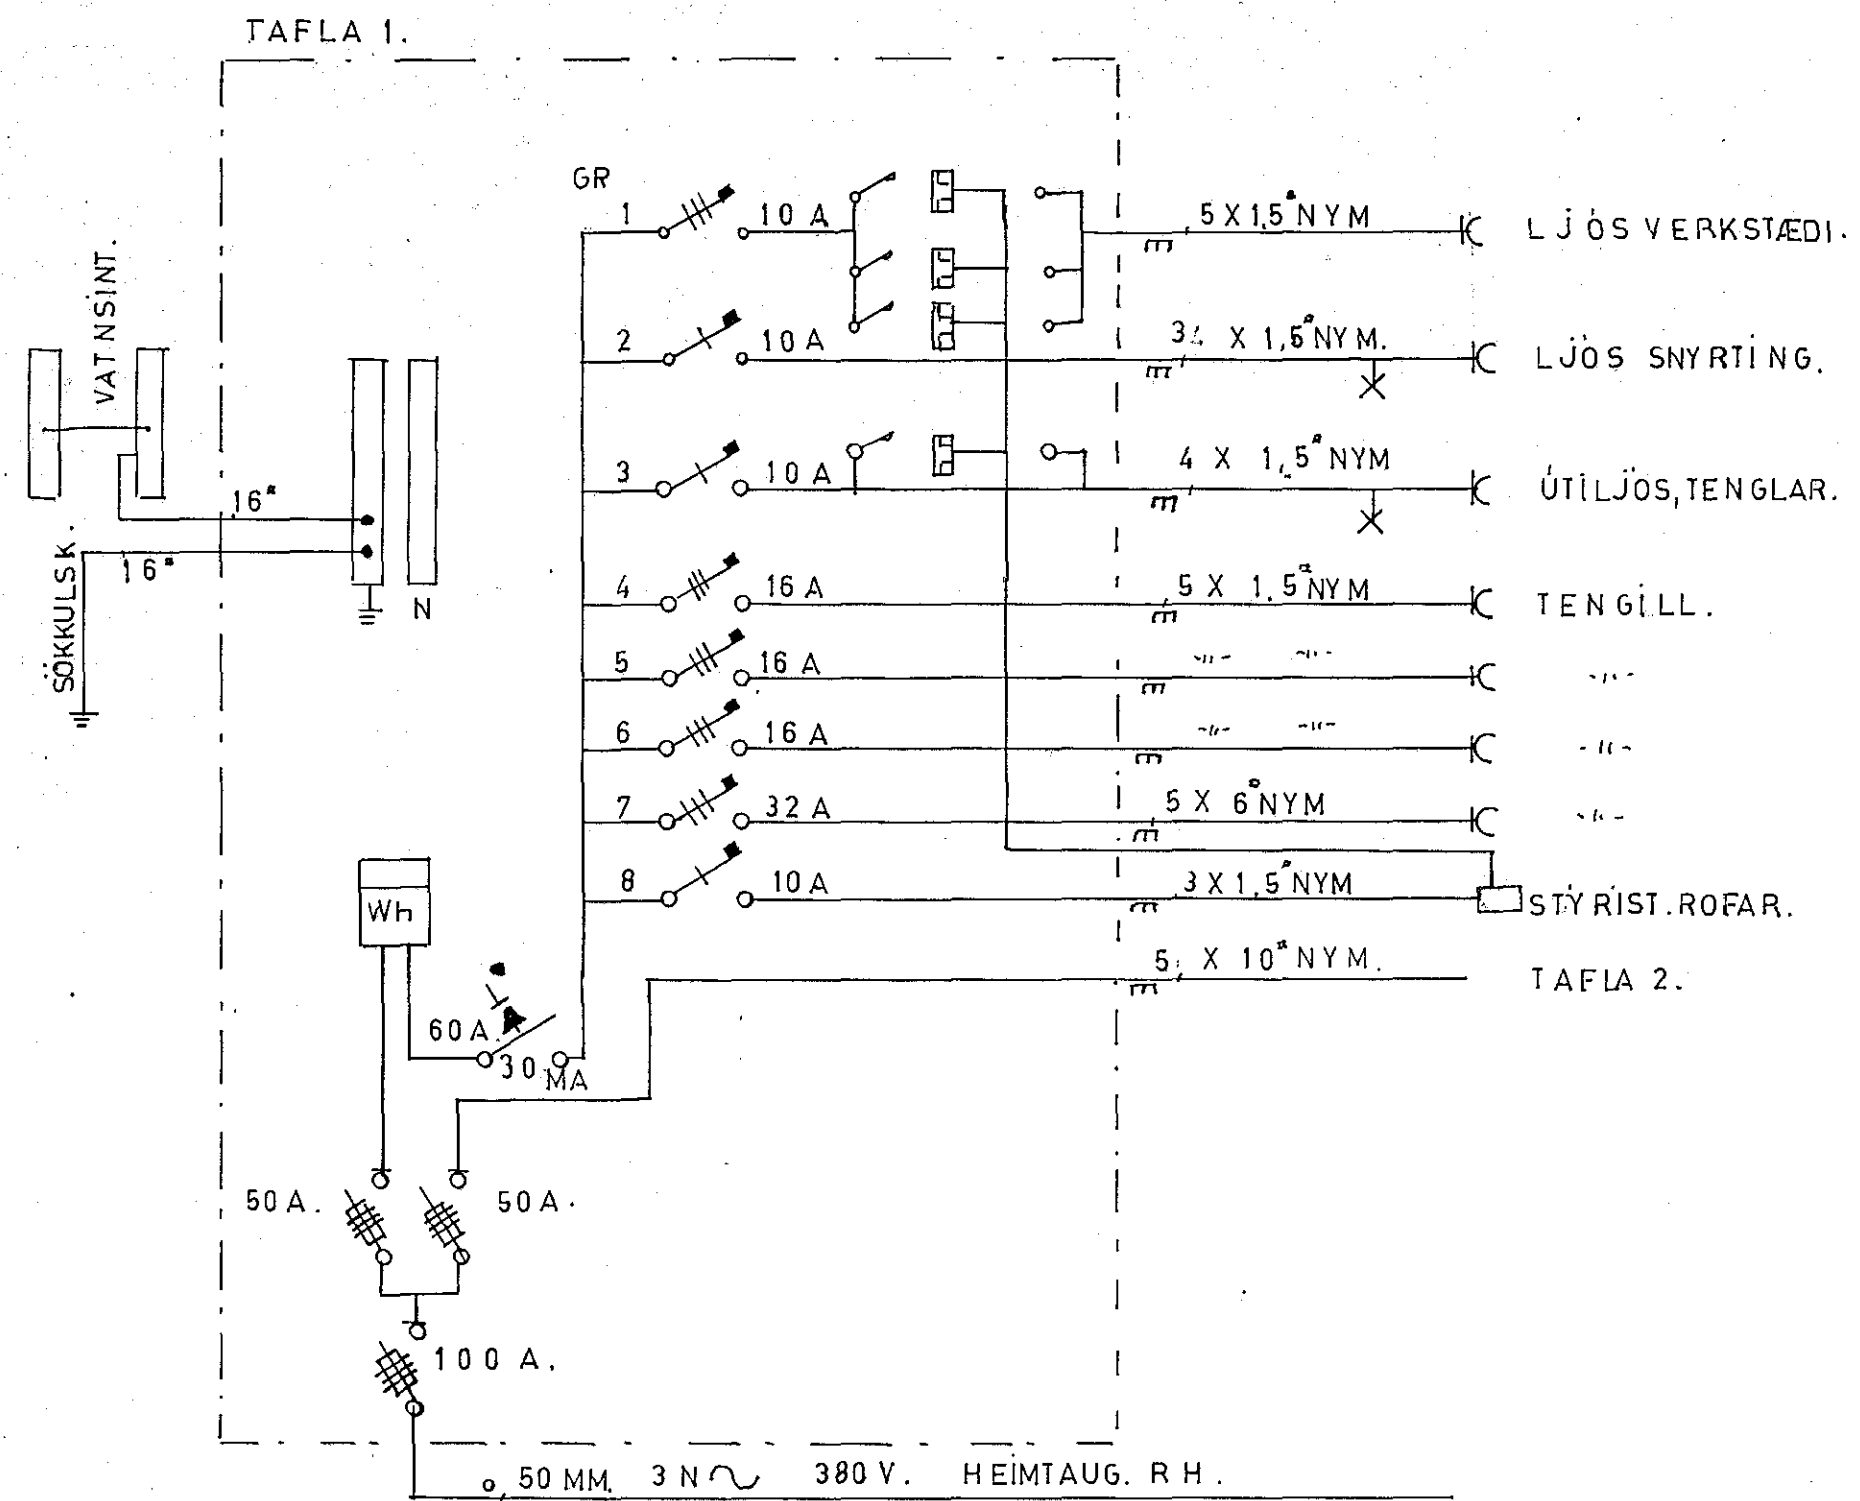 TAFLA 1.
GR
1 10 A 5 X 1,5" NYM LJÓS VERKSTÆDI.
2 10 A X 1,5" NYM. LJÓS SNYRTING.
3 10 A 4 X 1,5" NYM ÚTILJÓS, TENGLAR.
4 16 A 5 X 1.5" NYM TENGILL.
5 16 A -"- -"- -"-
6 16 A -"- -"- -"-
7 32 A 5 X 6" NYM -"-
8 10 A 3 X 1,5" NYM STÝRIST. ROFAR.
5 X 10" NYM. TAFLA 2.
VATNSINT.
16"
16"
SÖKKULSK.
N
Wh
60 A.
30 MA
50 A.
50 A.
100 A.
50 MM. 3 N ~ 380 V. HEIMTAUG. RH.